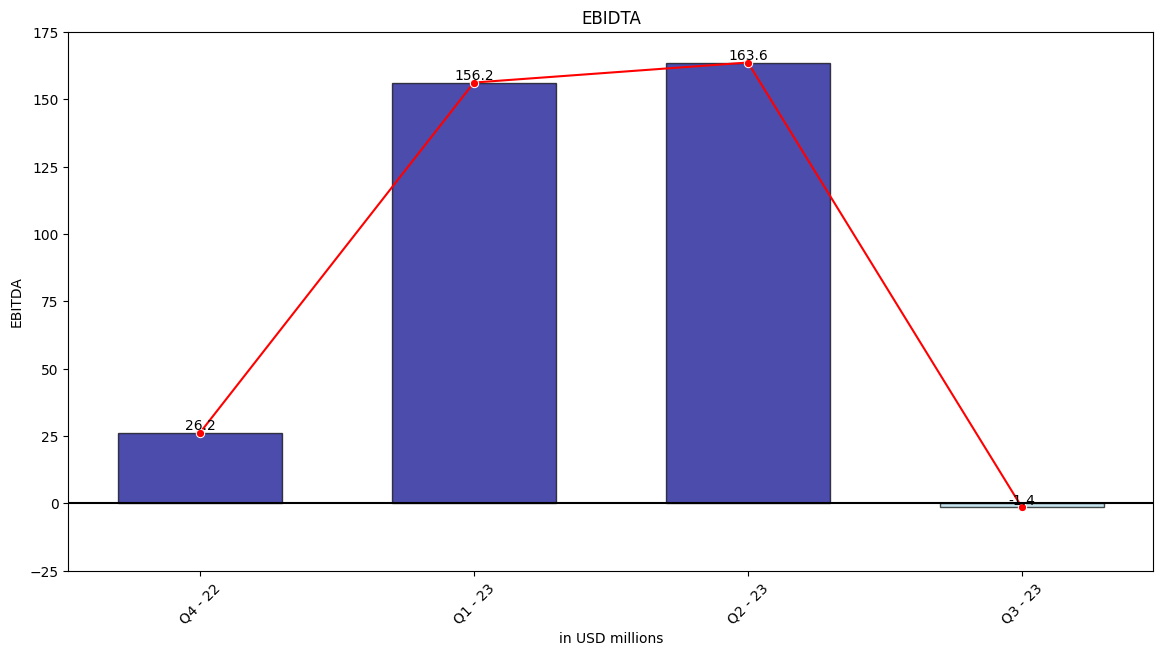 EBIDTA
175
150
125
100
75
50
25
0
−25
EBITDA
26.2
156.2
163.6
-1.4
Q4 - 22
Q1 - 23
Q2 - 23
Q3 - 23
in USD millions